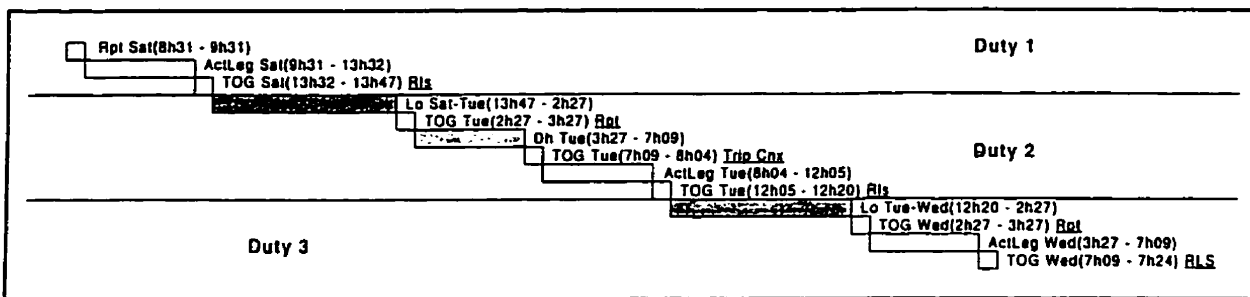 Rpt Sat(8h31 - 9h31)
Duty 1
ActLeg Sat(9h31 - 13h32)
TOG Sat(13h32 - 13h47) Rls
Lo Sat-Tue(13h47 - 2h27)
TOG Tue(2h27 - 3h27) Rpt
Dh Tue(3h27 - 7h09)
TOG Tue(7h09 - 8h04) Trip Cnx
Duty 2
ActLeg Tue(8h04 - 12h05)
TOG Tue(12h05 - 12h20) Rls
Lo Tue-Wed(12h20 - 2h27)
TOG Wed(2h27 - 3h27) Rpt
Duty 3
ActLeg Wed(3h27 - 7h09)
TOG Wed(7h09 - 7h24) RLS